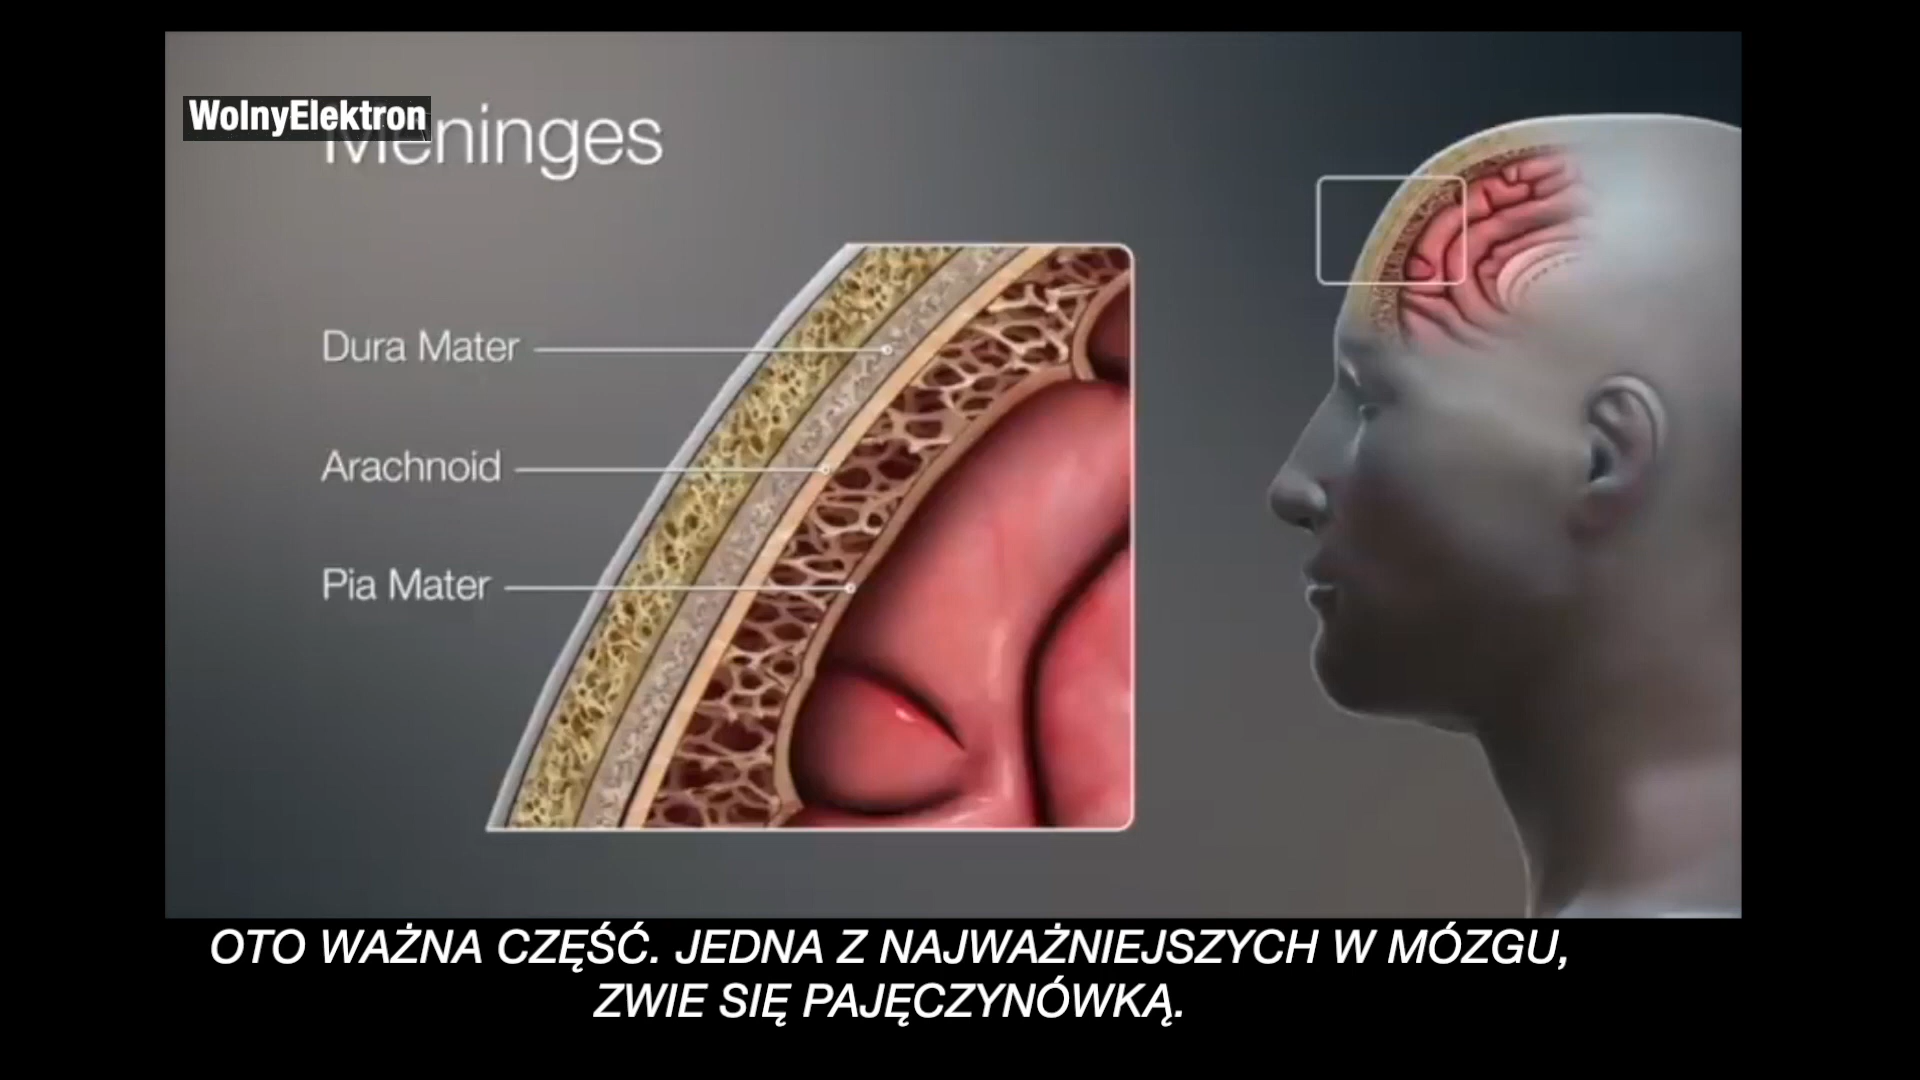 WolnyElektron
Meninges
Dura Mater
Arachnoid
Pia Mater
OTO WAŻNA CZĘŚĆ. JEDNA Z NAJWAŻNIEJSZYCH W MÓZGU,
ZWIE SIĘ PAJĘCZYNÓWKĄ.